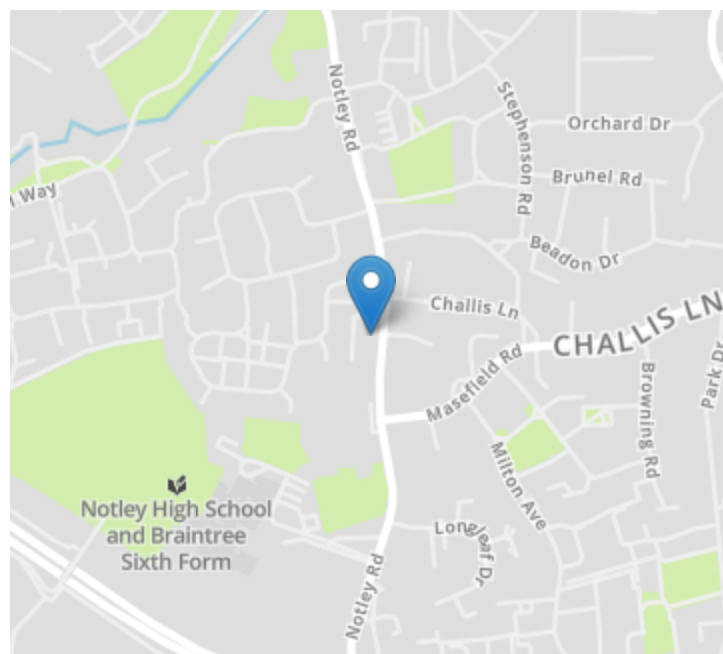 Notley Rd
Stephenson Rd
Orchard Dr
Brunel Rd
Way
Beadon Dr
Challis Ln
CHALLIS LN
Masefield Rd
Park Dr
Browning Rd
Milton Ave
Notley High School
and Braintree
Sixth Form
Longleaf Dr
Notley Rd